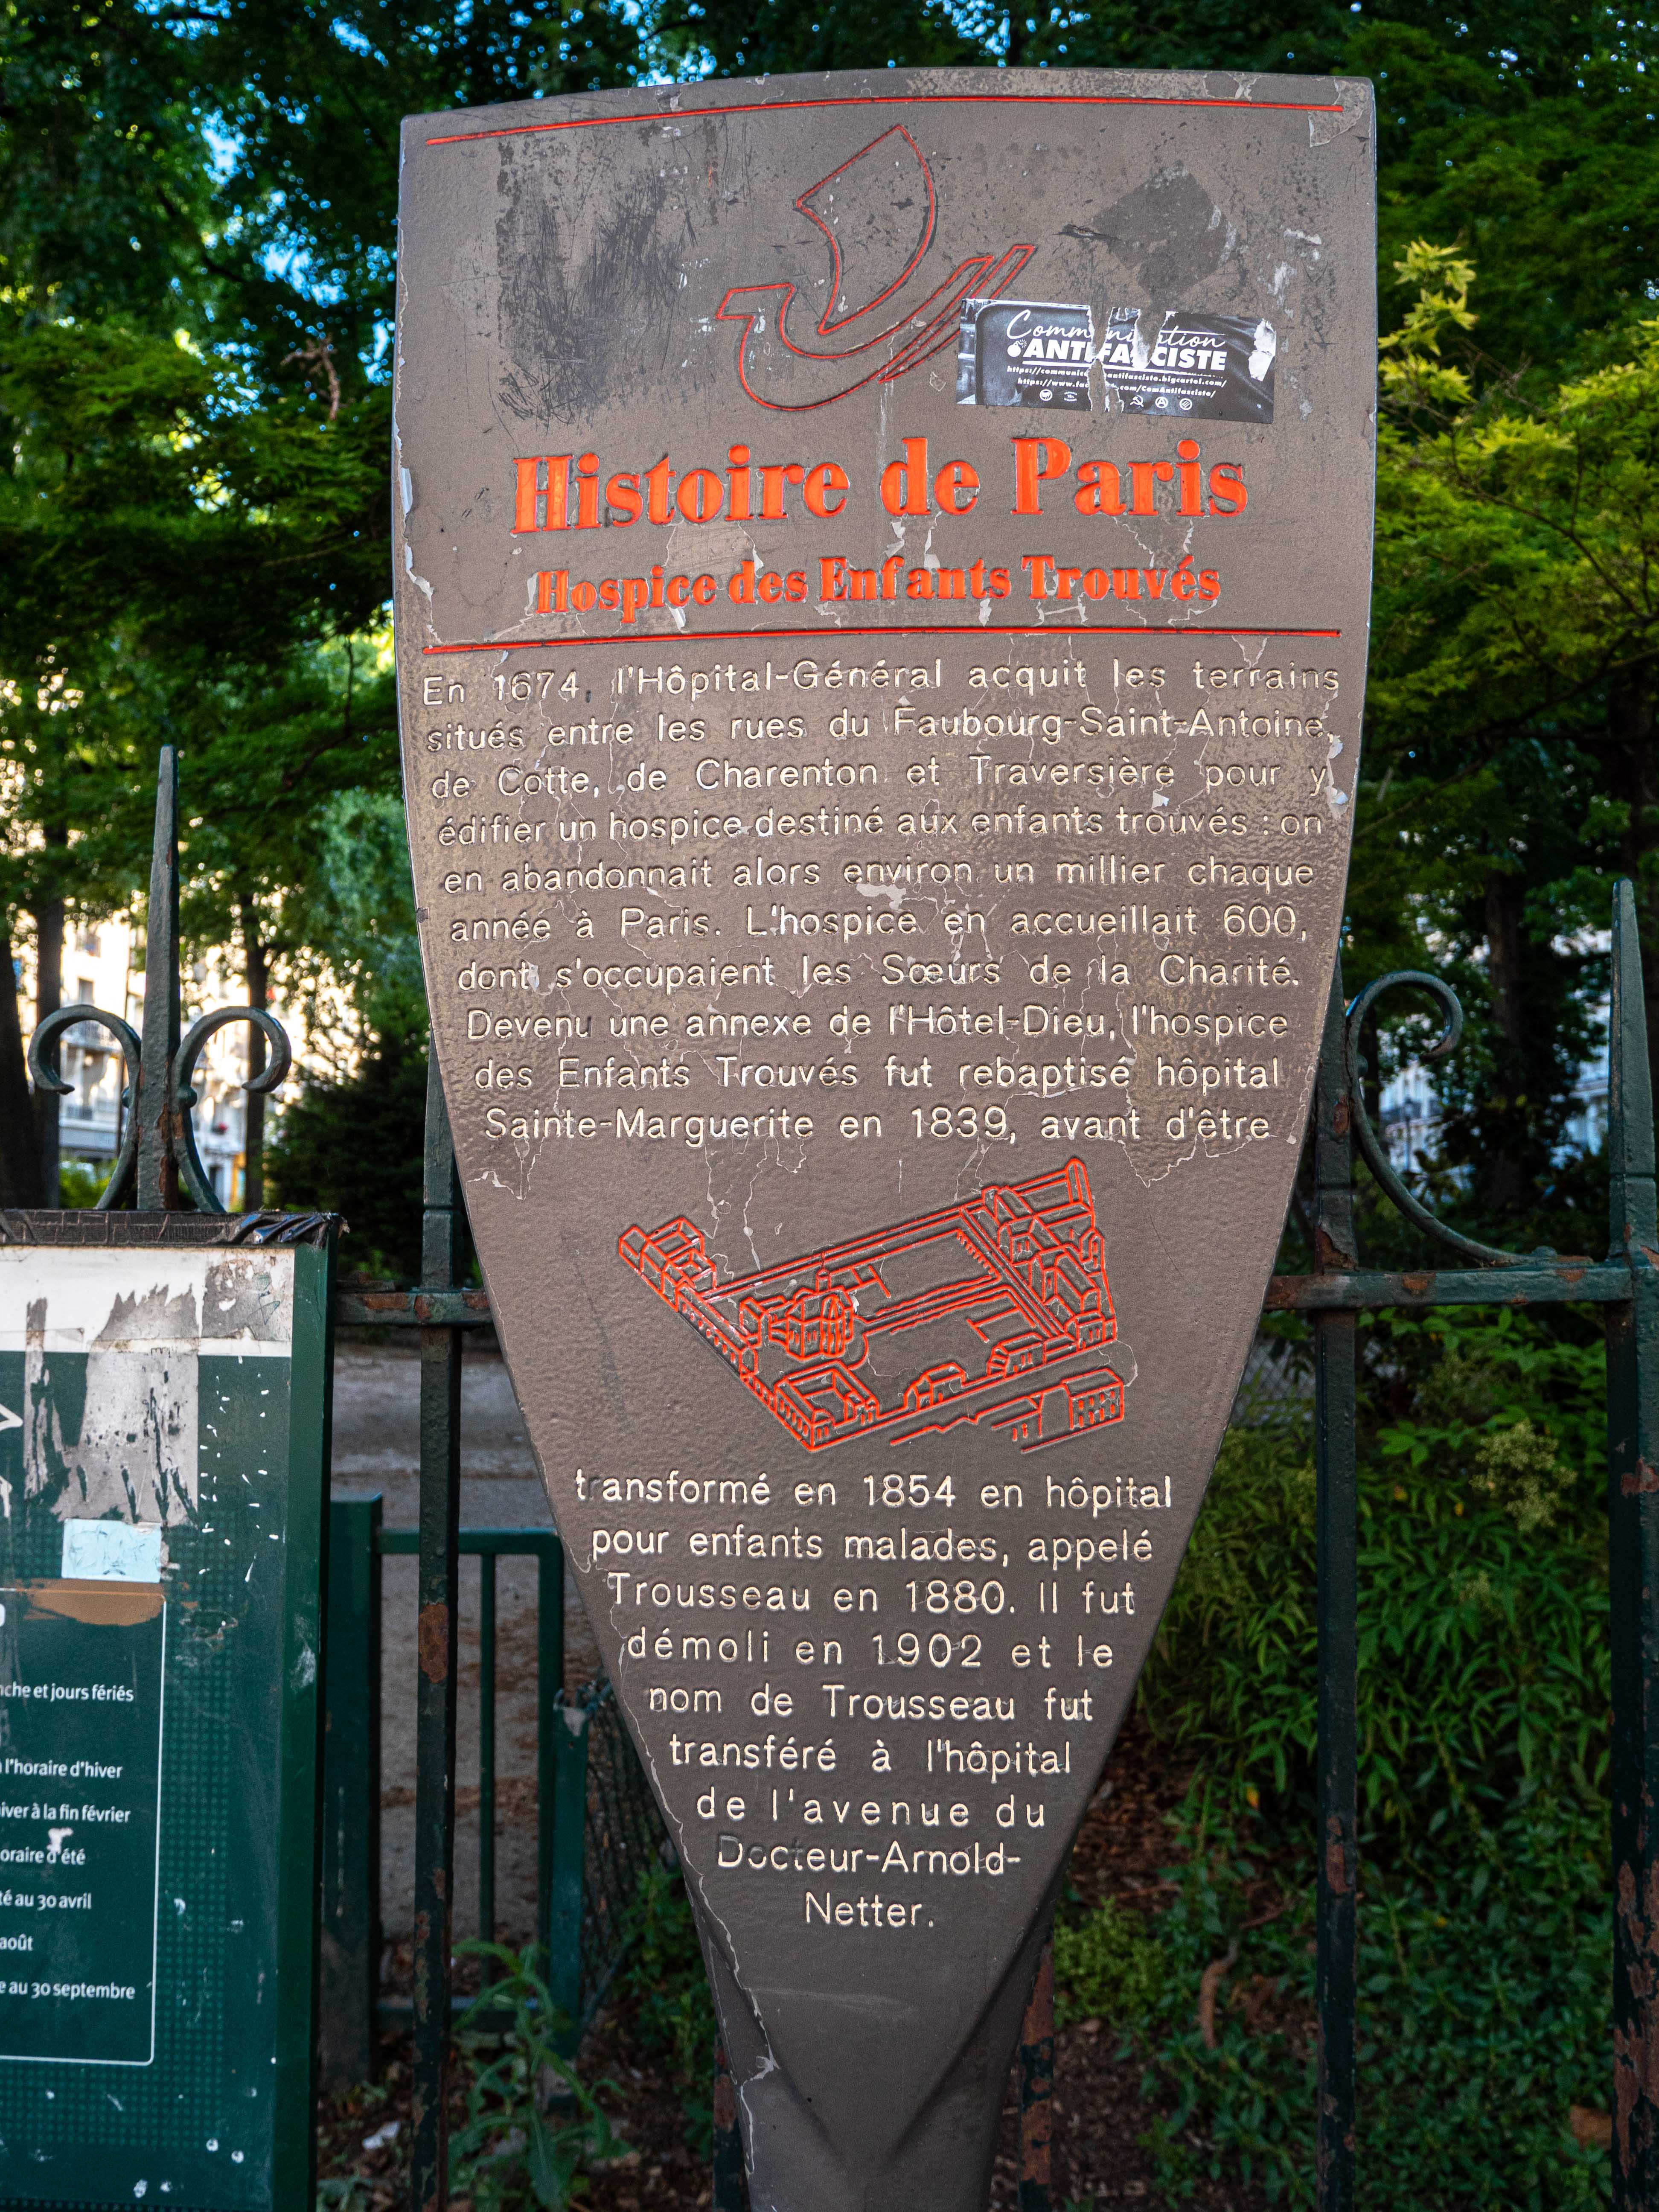 Communication
ANTIFASCISTE
Histoire de Paris
Hospice des Enfants Trouvés
En 1674, l'Hôpital-Général acquit les terrains
situés entre les rues du Faubourg-Saint-Antoine,
de Cotte, de Charenton et Traversière pour y
édifier un hospice destiné aux enfants trouvés : on
en abandonnait alors environ un millier chaque
année à Paris. L'hospice en accueillait 600,
dont s'occupaient les Sœurs de la Charité.
Devenu une annexe de l'Hôtel-Dieu, l'hospice
des Enfants Trouvés fut rebaptisé hôpital
Sainte-Marguerite en 1839, avant d'être
transformé en 1854 en hôpital
pour enfants malades, appelé
Trousseau en 1880. Il fut
démoli en 1902 et le
nom de Trousseau fut
transféré à l'hôpital
de l'avenue du
Docteur-Arnold-
Netter.
et jours fériés
l'horaire d'hiver
à la fin février
d'été
au 30 avril
août
au 30 septembre